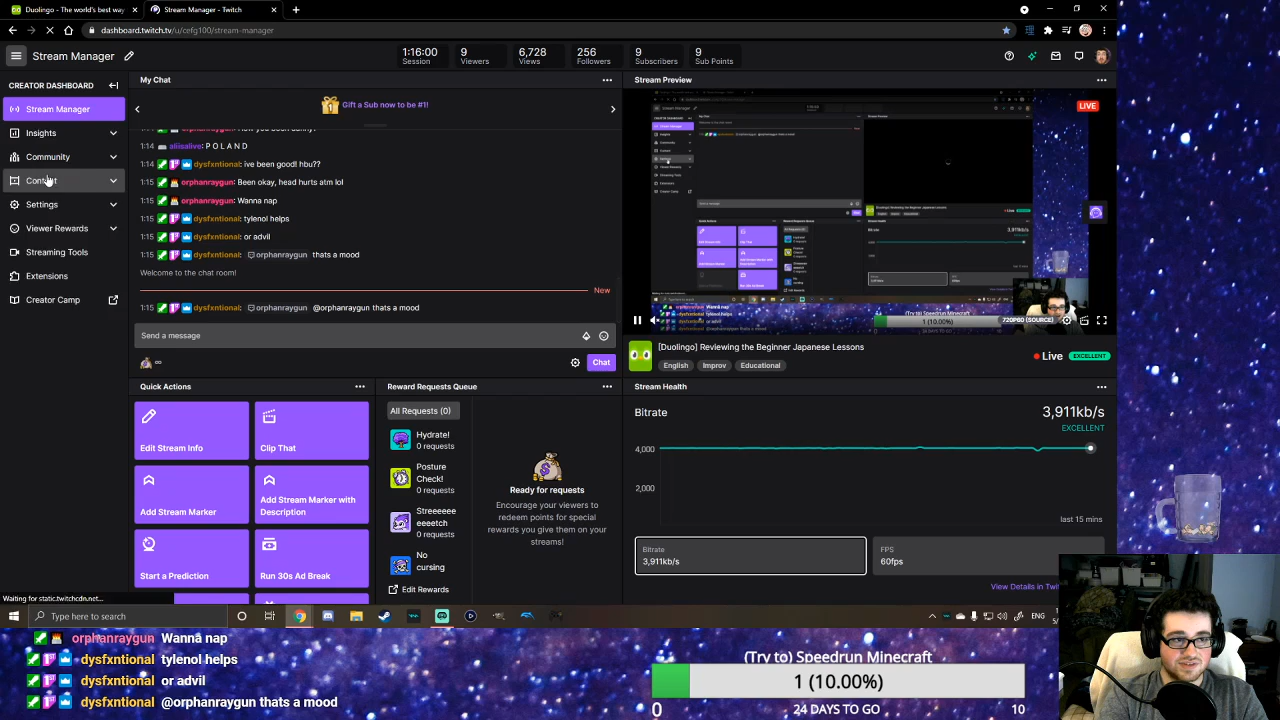 Duolingo - The world's best way
Stream Manager - Twitch
dashboard.twitch.tv/u/cefg100/stream-manager
Stream Manager
1:16:00
Session
9
Viewers
6,728
Views
256
Followers
9
Subscribers
9
Sub Points
CREATOR DASHBOARD
Stream Manager
Insights
Community
Content
Settings
Viewer Rewards
Streaming Tools
Extensions
Creator Camp
My Chat
Gift a Sub now to be #1!
1:14 aliisalive: P O L A N D
1:14 dysfxntional: ive been good! hbu??
1:15 orphanraygun: Been okay, head hurts atm lol
1:15 orphanraygun: Wanna nap
1:15 dysfxntional: tylenol helps
1:15 dysfxntional: or advil
1:15 dysfxntional: orphanraygun thats a mood
Welcome to the chat room!
New
1:15 dysfxntional: orphanraygun @orphanraygun thats a mood
Send a message
∞
Chat
Stream Preview
LIVE
720P60 (SOURCE)
[Duolingo] Reviewing the Beginner Japanese Lessons
English
Improv
Educational
Live
EXCELLENT
Quick Actions
Edit Stream Info
Clip That
Add Stream Marker
Add Stream Marker with
Description
Start a Prediction
Run 30s Ad Break
Reward Requests Queue
All Requests (0)
Hydrate!
0 requests
Posture
Check!
0 requests
Streeeeee
eeeetch
0 requests
No
cursing
Edit Rewards
Ready for requests
Encourage your viewers to
redeem points for special
rewards you give them on your
streams!
Stream Health
Bitrate
3,911kb/s
EXCELLENT
4,000
2,000
last 15 mins
Bitrate
3,911kb/s
FPS
60fps
View Details in Twi
Waiting for static.twitchcdn.net...
Type here to search
ENG
orphanraygun Wanna nap
dysfxntional tylenol helps
dysfxntional or advil
dysfxntional @orphanraygun thats a mood
(Try to) Speedrun Minecraft
1 (10.00%)
0
24 DAYS TO GO
10